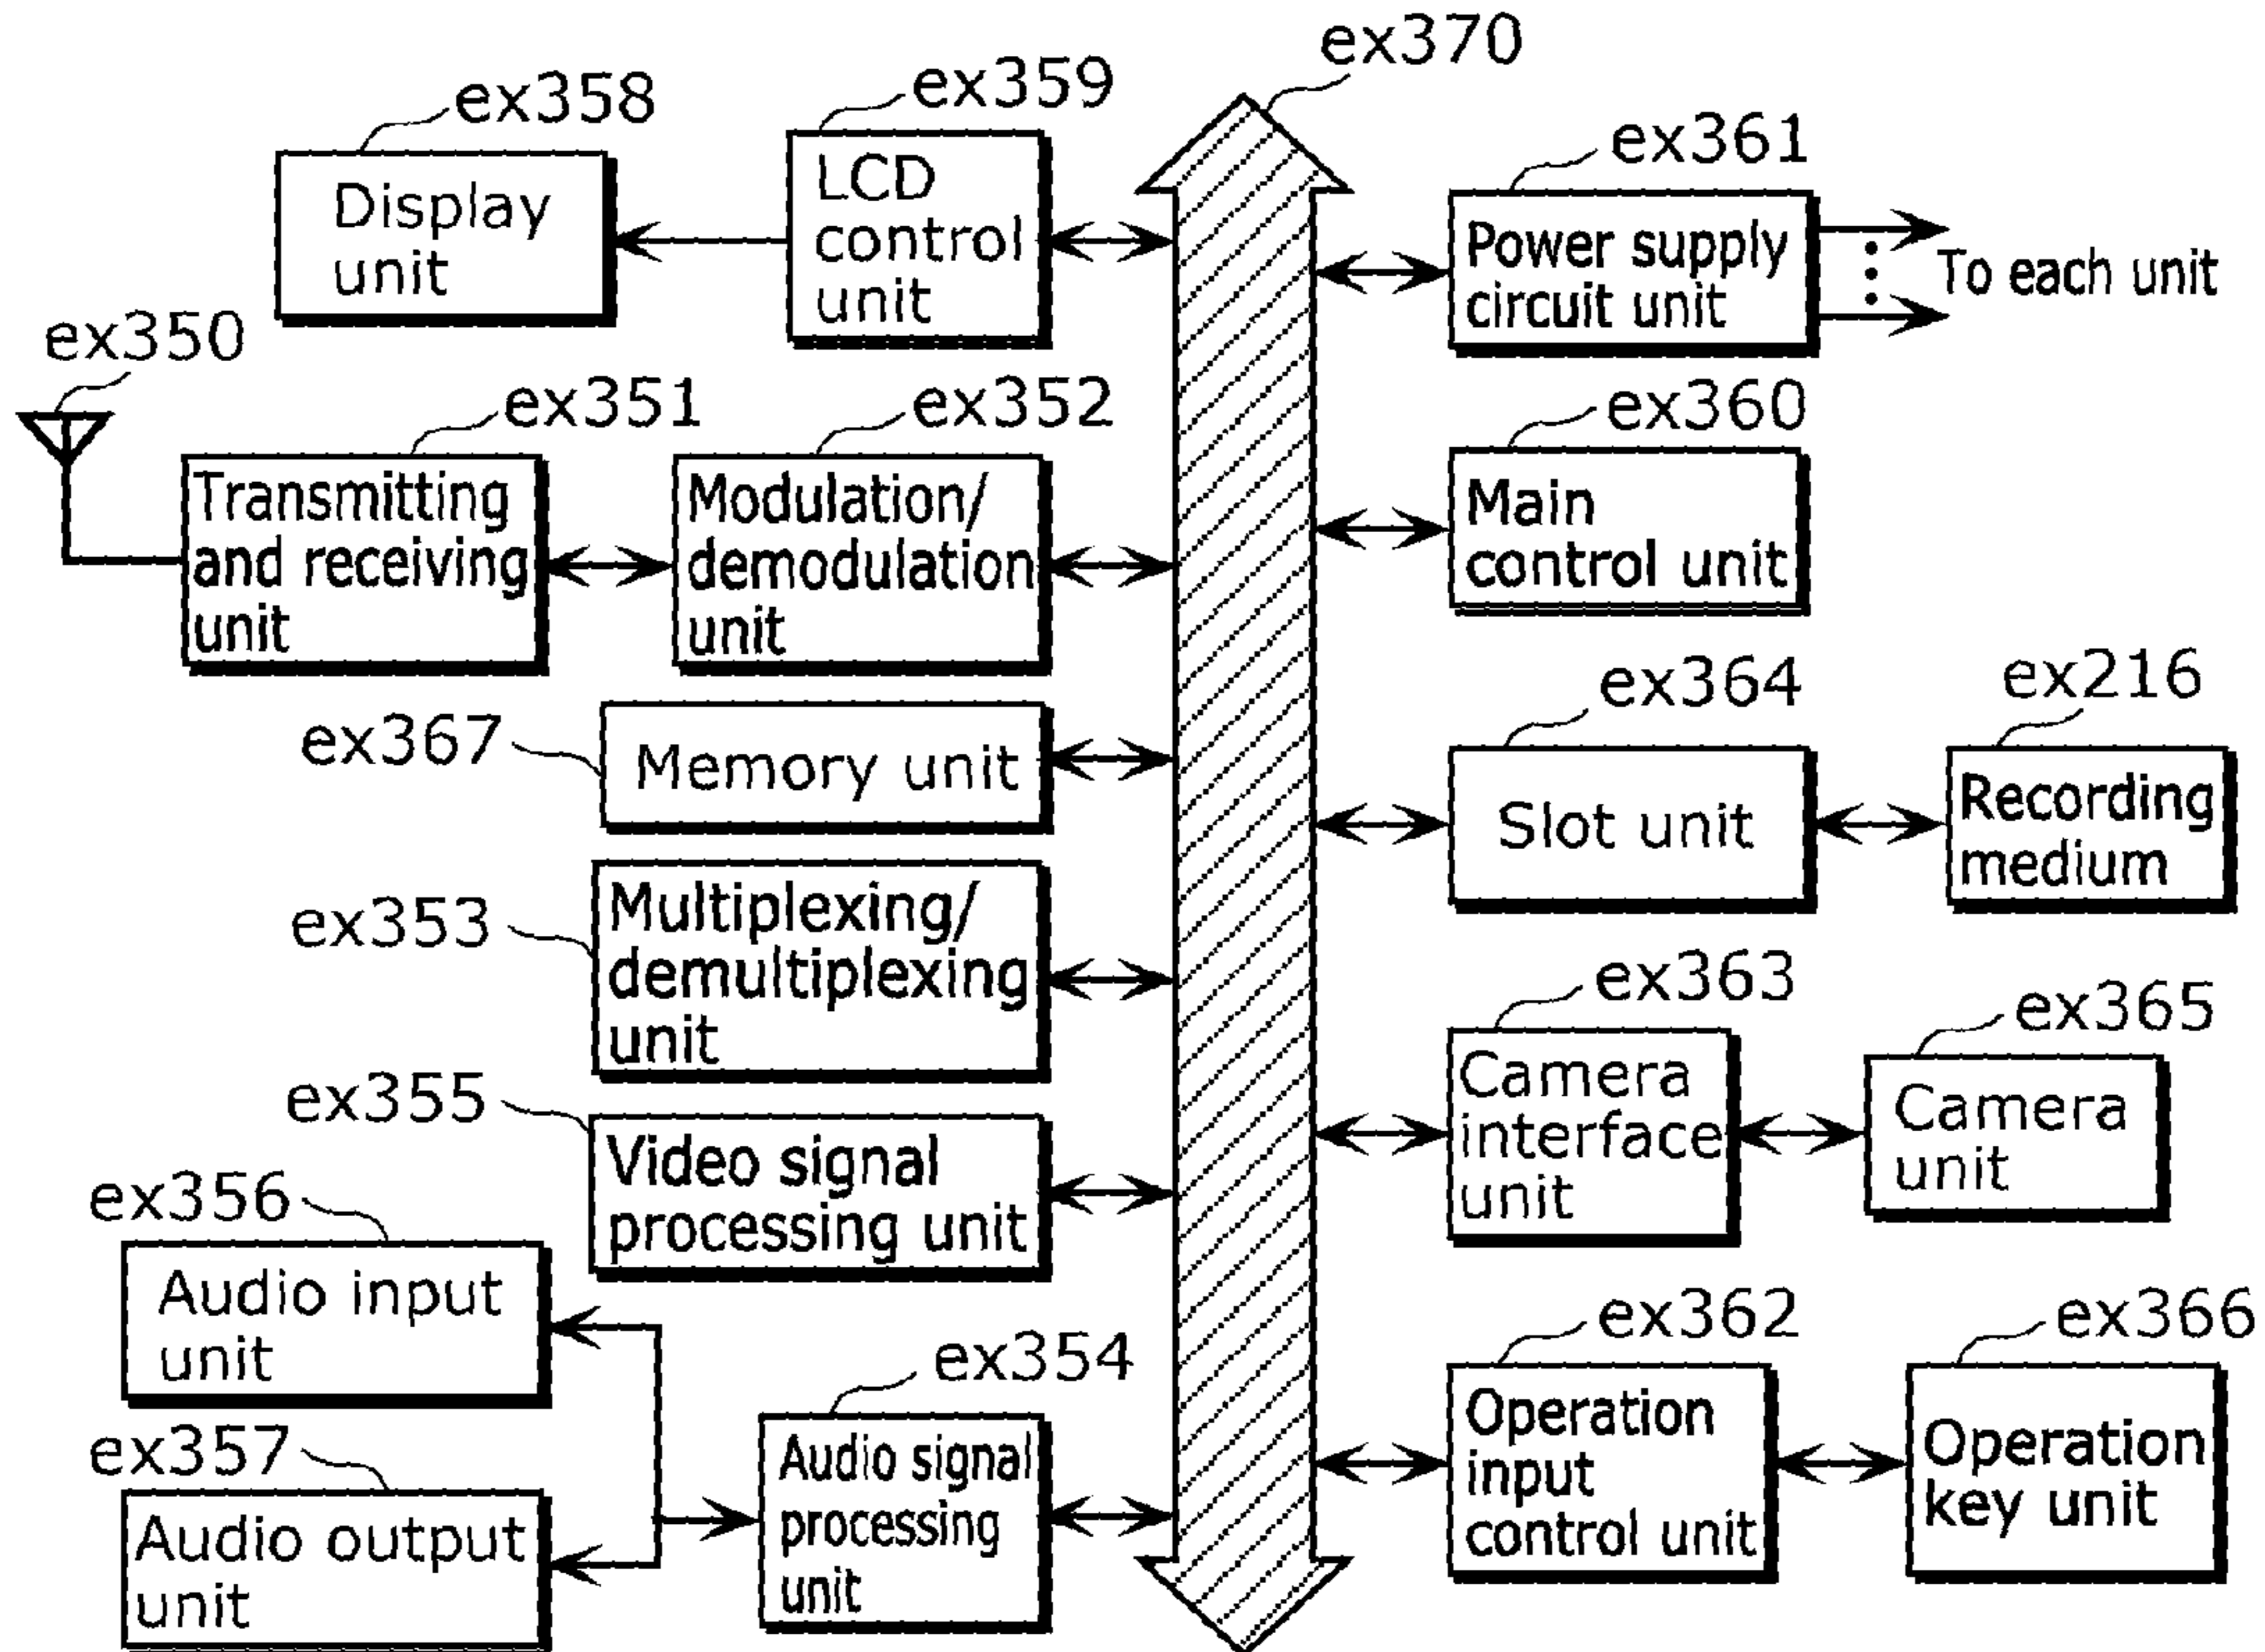 ex370
ex359
ex358
ex361
LCD
control
unit
Display
unit
Power supply
circuit unit
To each unit
ex350
ex351
ex352
ex360
Transmitting
and receiving
unit
Modulation/
demodulation
unit
Main
control unit
ex364
ex216
ex367
Memory unit
Slot unit
Recording
medium
ex353
Multiplexing/
demultiplexing
unit
ex363
ex365
Camera
interface
unit
Camera
unit
ex355
Video signal
processing unit
ex356
Audio input
unit
ex354
ex362
ex366
ex357
Audio output
unit
Audio signal
processing
unit
Operation
input
control unit
Operation
key unit